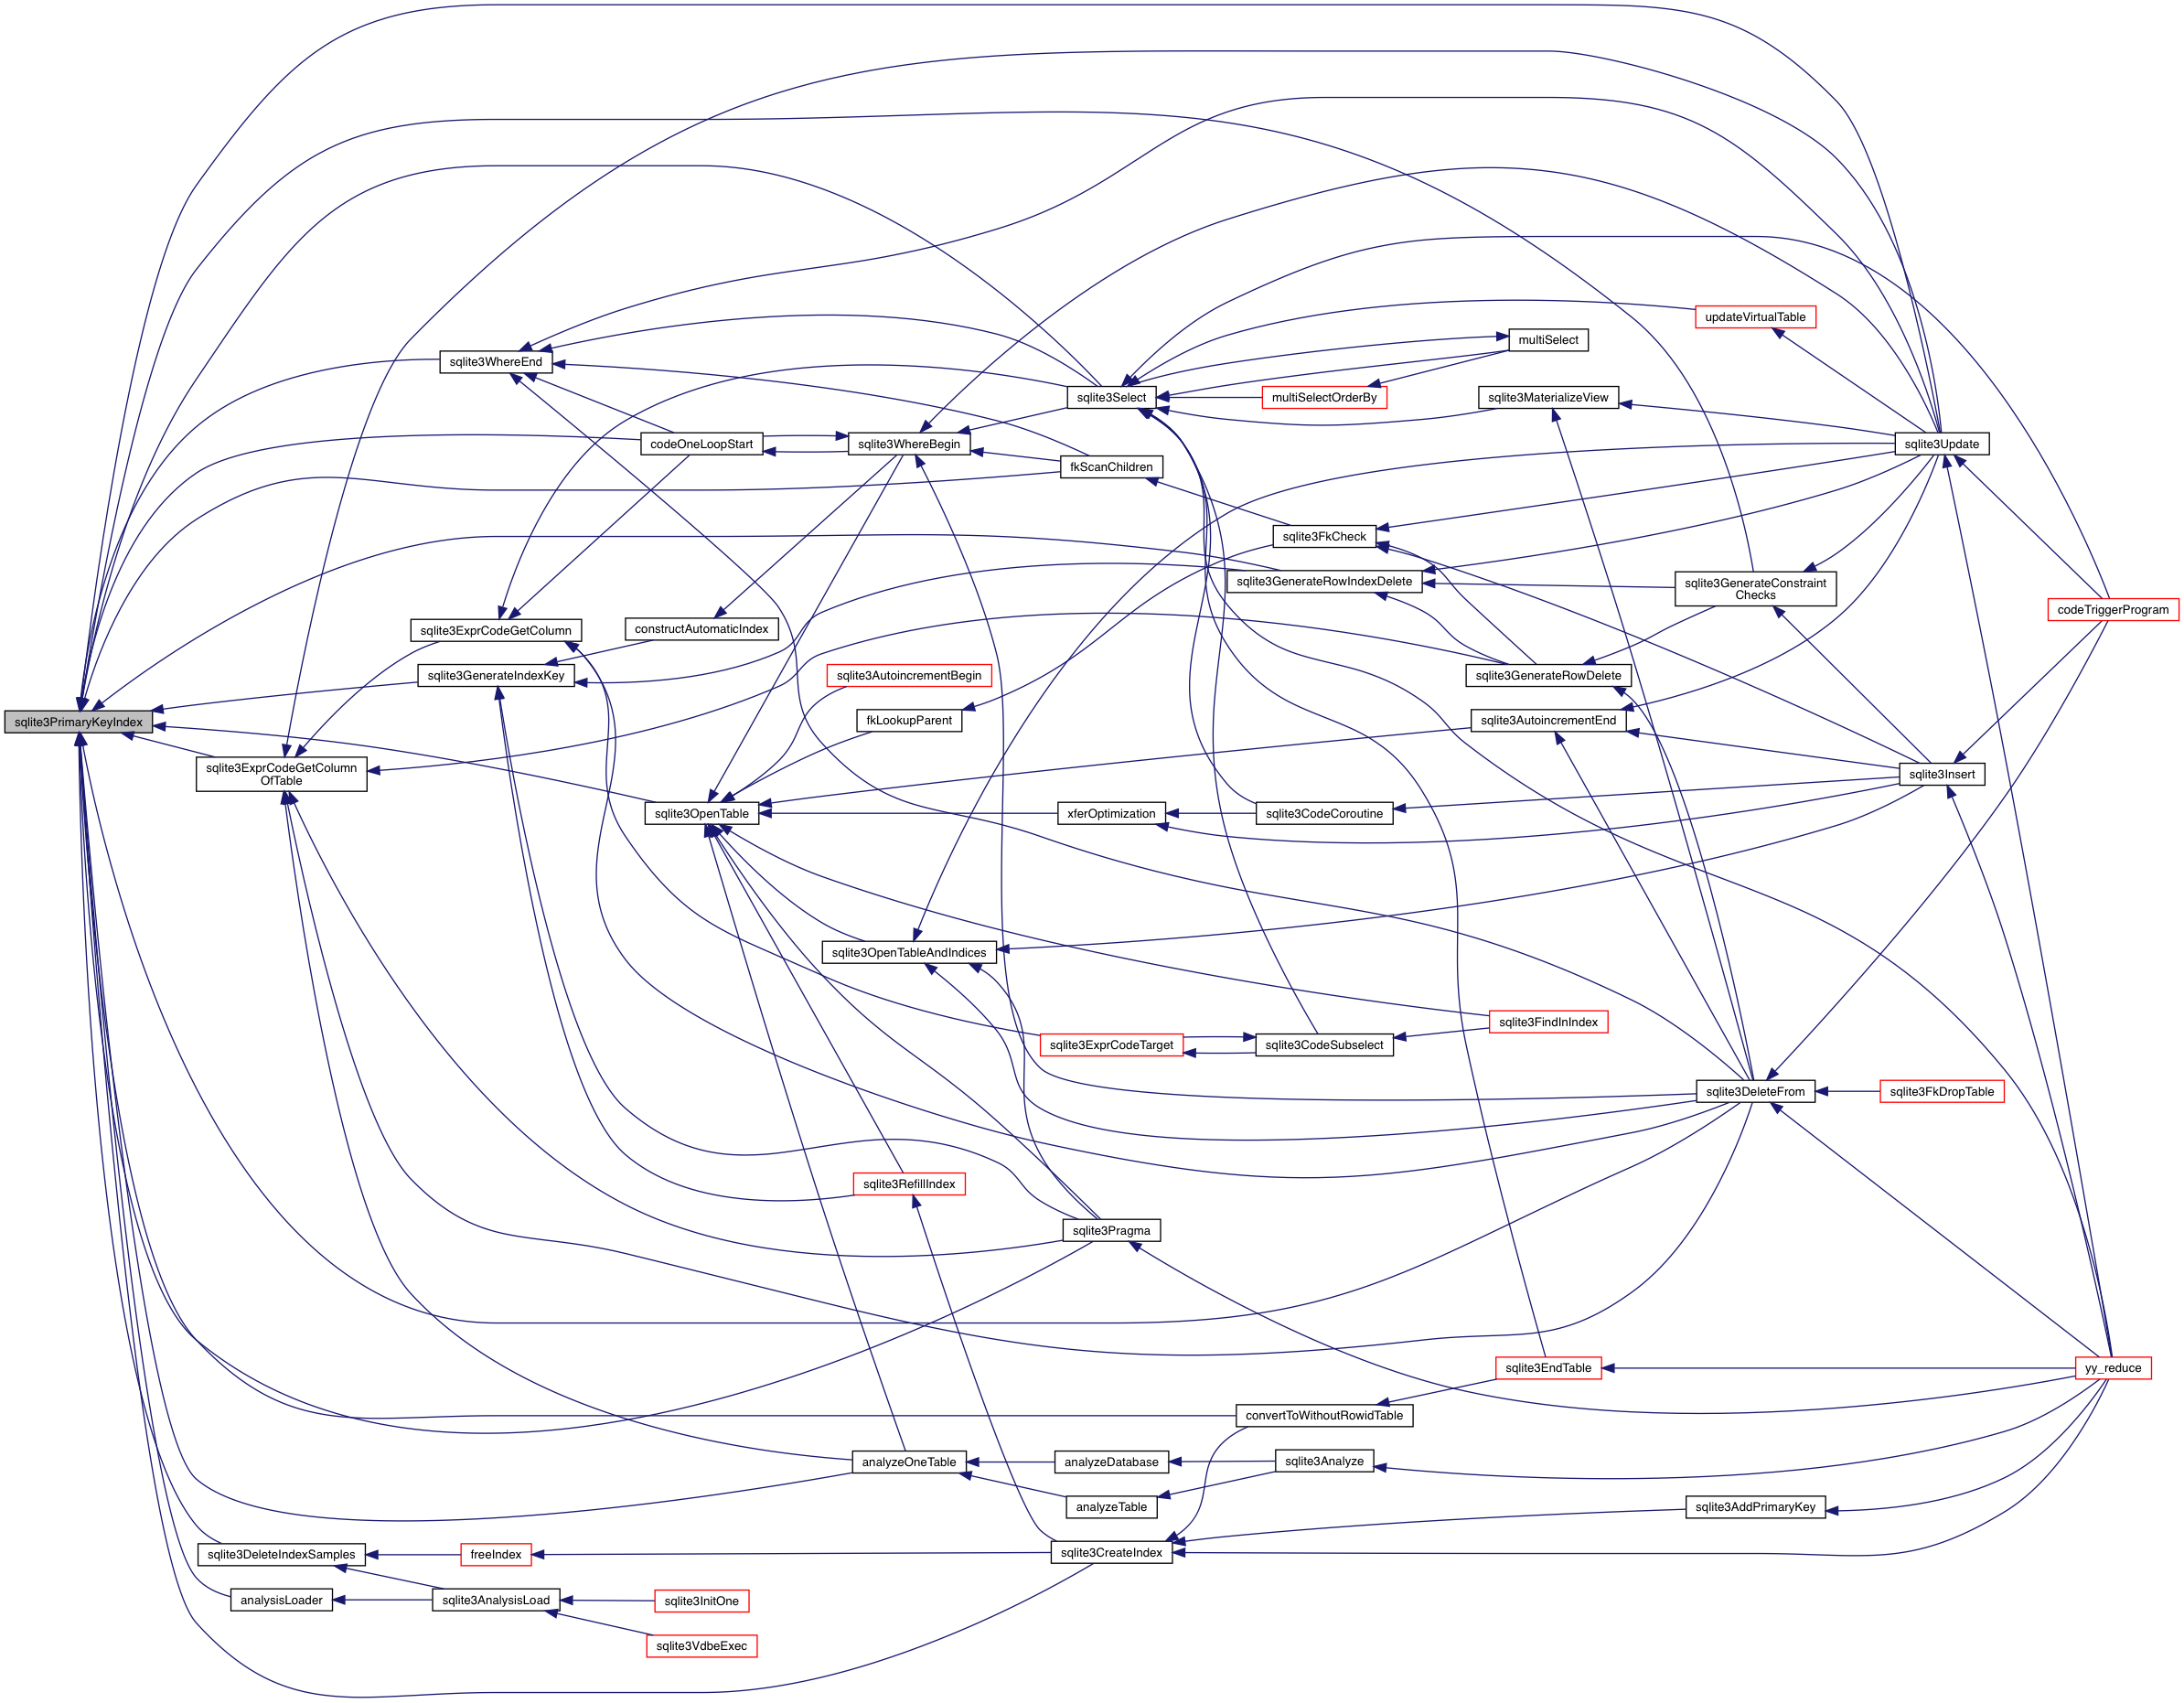 sqlite3PrimaryKeyIndex
sqlite3ExprCodeGetColumn
OfTable
sqlite3DeleteIndexSamples
analysisLoader
sqlite3WhereEnd
sqlite3ExprCodeGetColumn
sqlite3GenerateIndexKey
freeIndex
sqlite3AnalysisLoad
codeOneLoopStart
constructAutomaticIndex
sqlite3OpenTable
sqlite3InitOne
sqlite3VdbeExec
sqlite3WhereBegin
sqlite3AutoincrementBegin
fkLookupParent
sqlite3OpenTableAndIndices
sqlite3RefillIndex
analyzeOneTable
sqlite3Select
fkScanChildren
xferOptimization
sqlite3ExprCodeTarget
sqlite3Pragma
analyzeDatabase
analyzeTable
sqlite3CreateIndex
multiSelectOrderBy
sqlite3FkCheck
sqlite3GenerateRowIndexDelete
sqlite3CodeCoroutine
sqlite3CodeSubselect
convertToWithoutRowidTable
sqlite3Analyze
multiSelect
sqlite3MaterializeView
sqlite3GenerateRowDelete
sqlite3AutoincrementEnd
sqlite3FindInIndex
sqlite3EndTable
updateVirtualTable
sqlite3GenerateConstraint
Checks
sqlite3DeleteFrom
sqlite3AddPrimaryKey
sqlite3Update
sqlite3Insert
sqlite3FkDropTable
codeTriggerProgram
yy_reduce